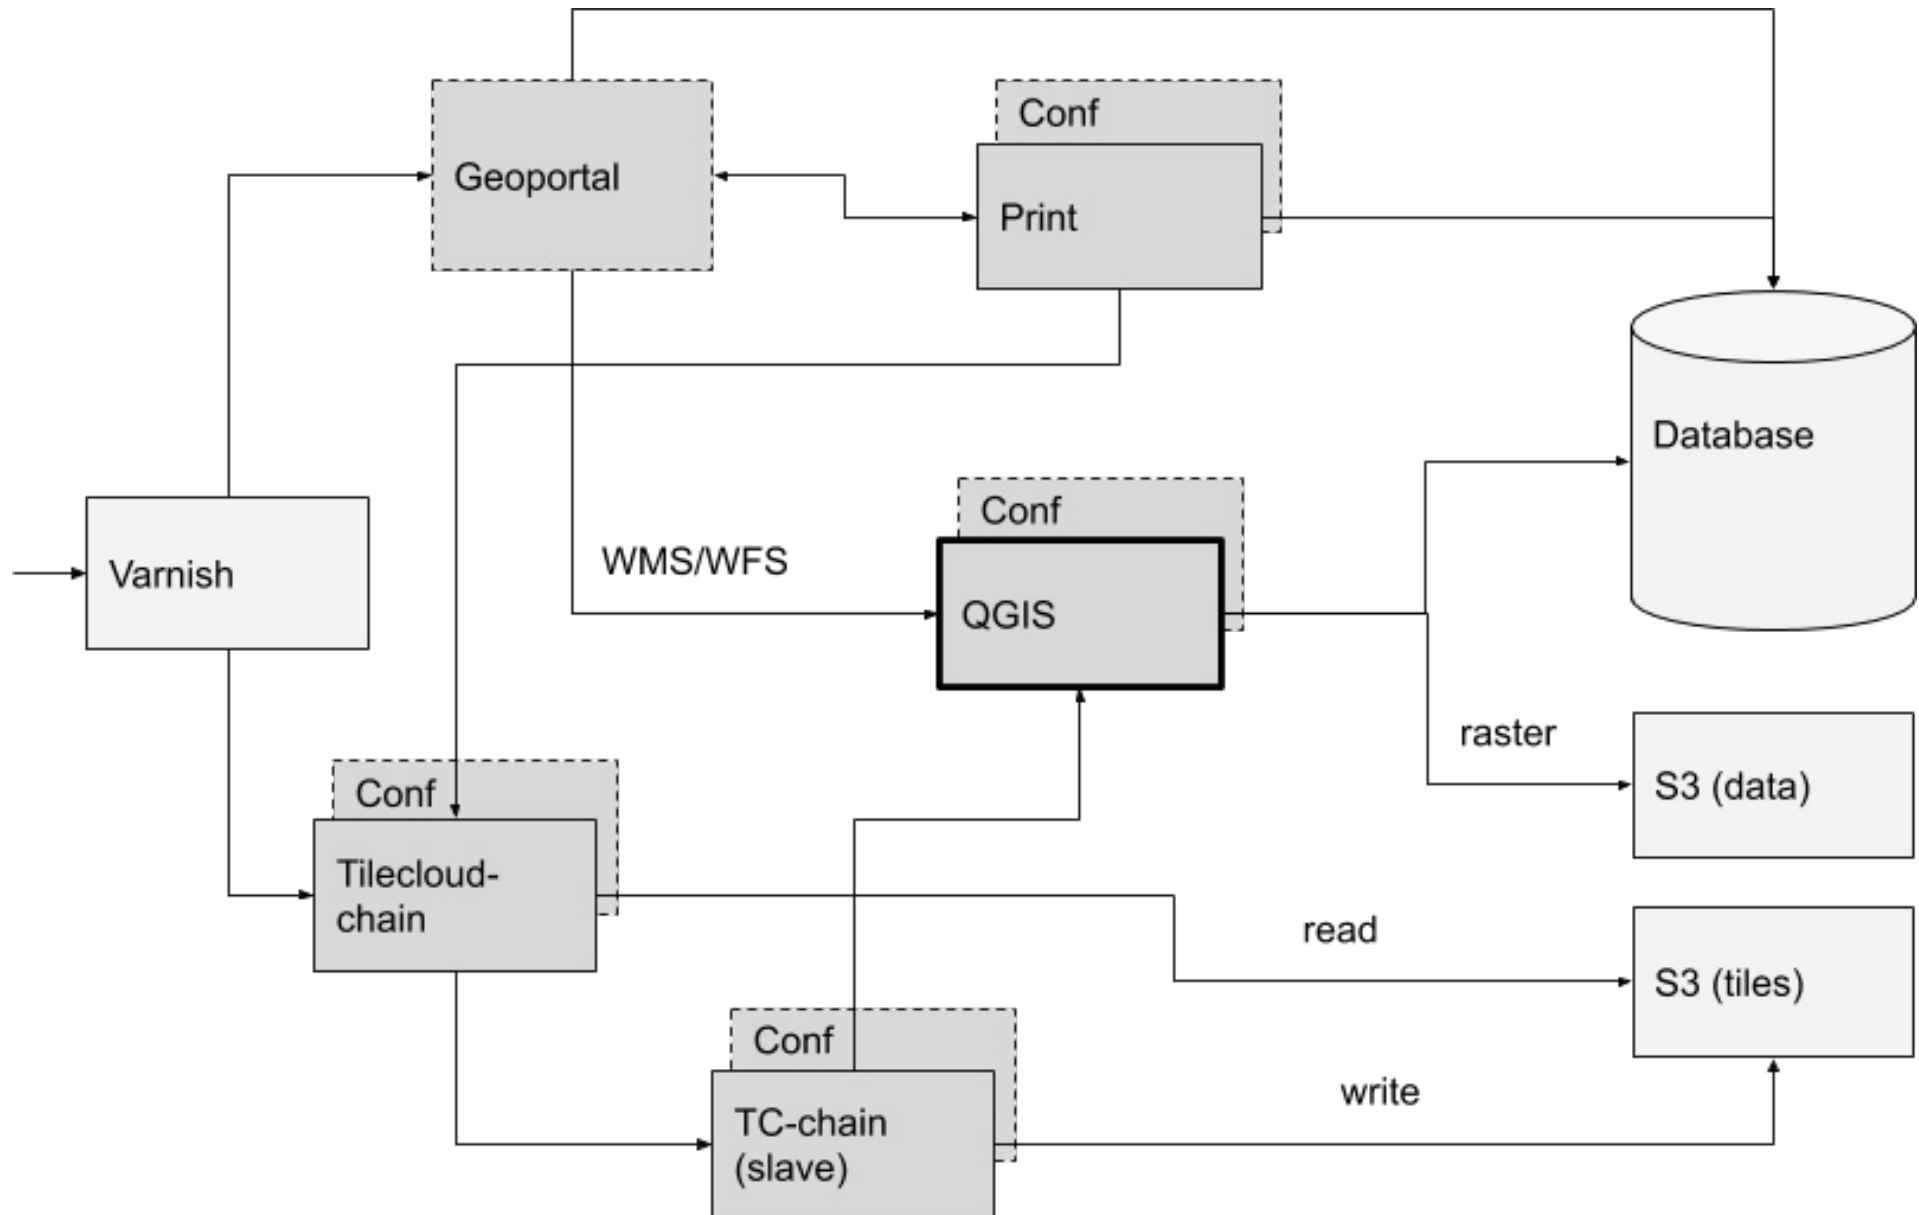 Conf
Geoportal
Print
Database
Conf
WMS/WFS
Varnish
QGIS
raster
Conf
S3 (data)
Tilecloud-
chain
read
S3 (tiles)
Conf
write
TC-chain
(slave)